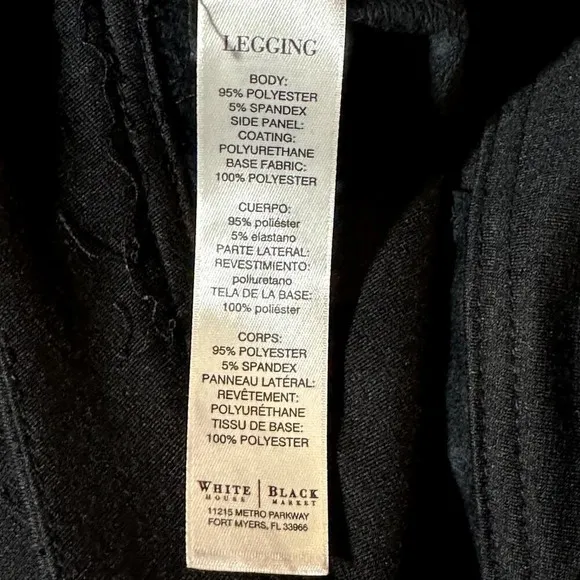 LEGGING
BODY:
95% POLYESTER
5% SPANDEX
SIDE PANEL:
COATING:
POLYURETHANE
BASE FABRIC:
100% POLYESTER
CUERPO:
95% poliéster
5% elastano
PARTE LATERAL:
REVESTIMIENTO:
poliuretano
TELA DE LA BASE:
100% poliéster
CORPS:
95% POLYESTER
5% SPANDEX
PANNEAU LATÉRAL:
REVÊTEMENT:
POLYURÉTHANE
TISSU DE BASE:
100% POLYESTER
WHITE | BLACK
HOUSE MARKET
11215 METRO PARKWAY
FORT MYERS, FL 33966